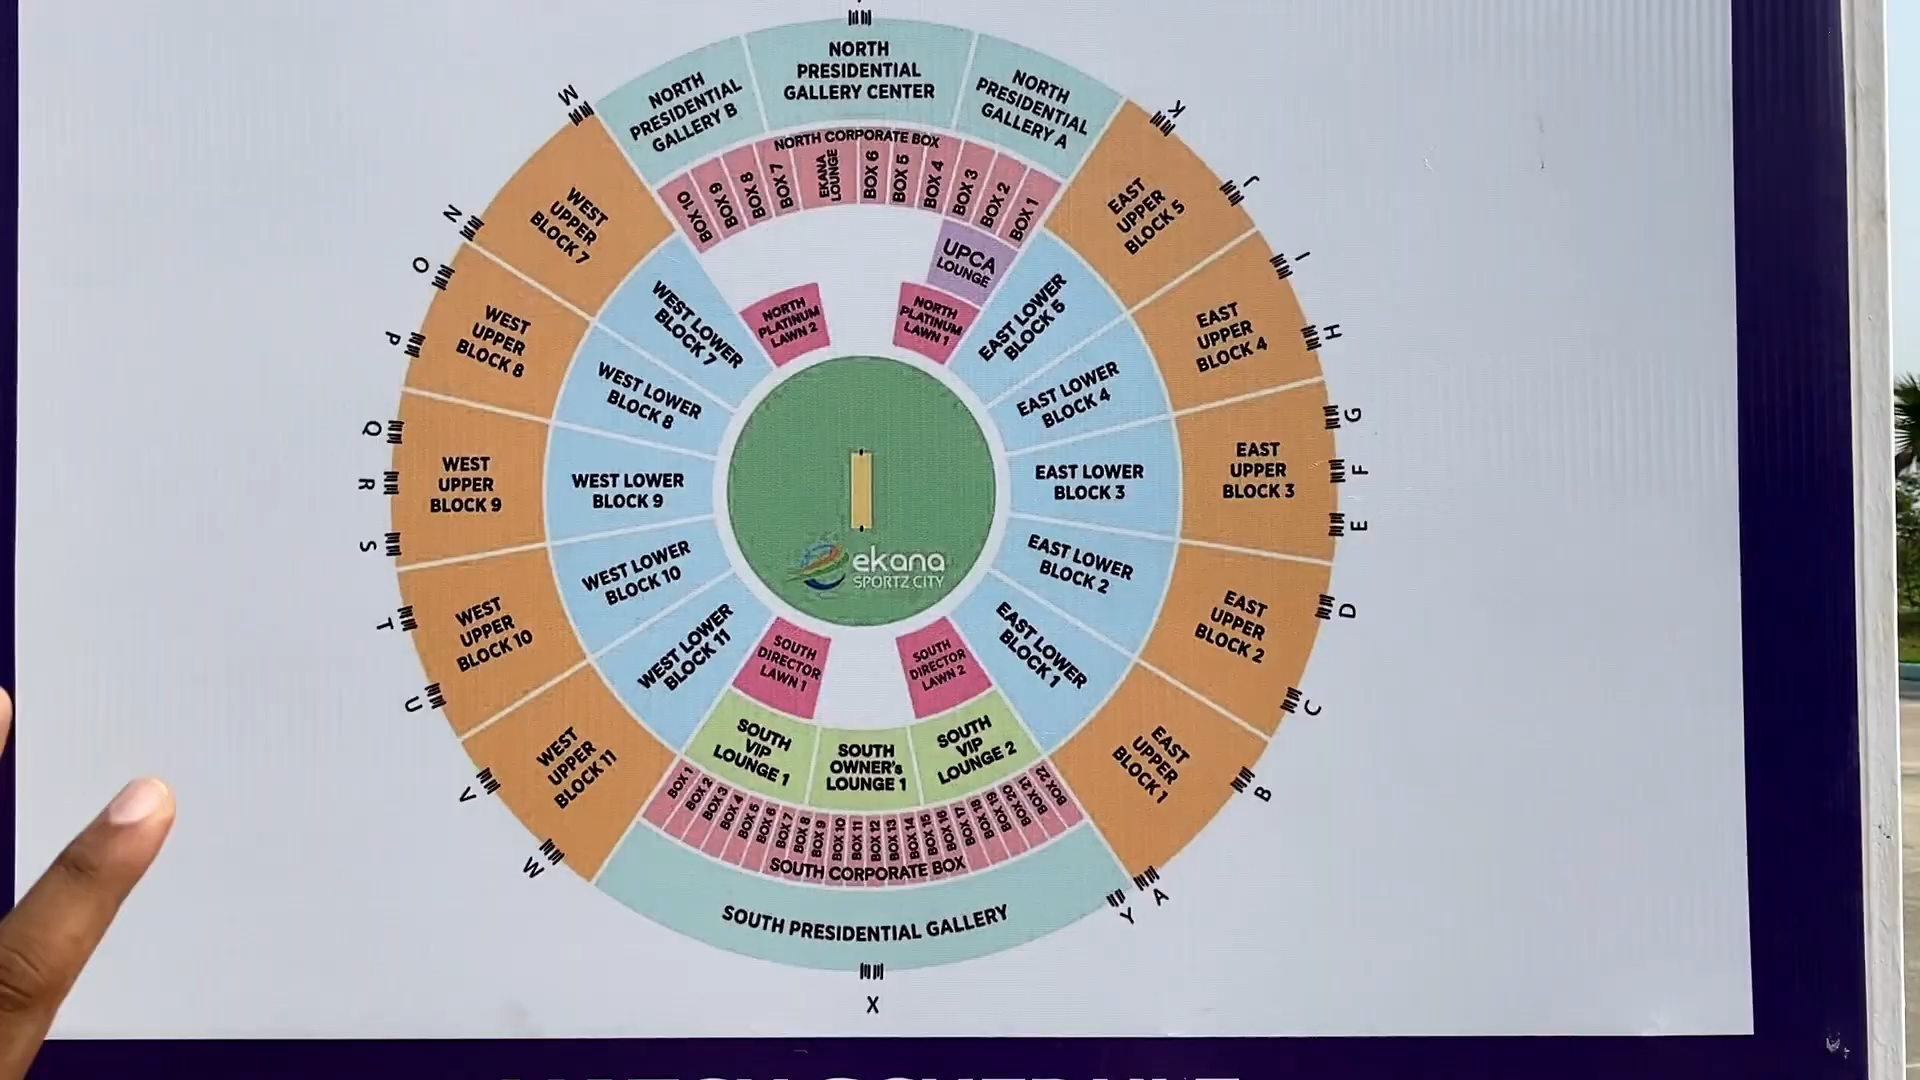 NORTH
PRESIDENTIAL
GALLERY B
NORTH
PRESIDENTIAL
GALLERY CENTER
NORTH
PRESIDENTIAL
GALLERY A
M
K
NORTH CORPORATE BOX
BOX 10
BOX 9
BOX 8
BOX 7
EKANA
LOUNGE
BOX 6
BOX 5
BOX 4
BOX 3
BOX 2
BOX 1
UPCA
LOUNGE
NORTH
PLATINUM
LAWN 2
NORTH
PLATINUM
LAWN 1
WEST
UPPER
BLOCK 7
EAST
UPPER
BLOCK 5
N
J
O
I
WEST LOWER
BLOCK 7
EAST LOWER
BLOCK 5
WEST
UPPER
BLOCK 8
EAST
UPPER
BLOCK 4
P
H
WEST LOWER
BLOCK 8
EAST LOWER
BLOCK 4
Q
G
WEST
UPPER
BLOCK 9
WEST LOWER
BLOCK 9
EAST LOWER
BLOCK 3
EAST
UPPER
BLOCK 3
R
F
S
E
ekana
SPORTZ CITY
WEST LOWER
BLOCK 10
EAST LOWER
BLOCK 2
WEST
UPPER
BLOCK 10
EAST
UPPER
BLOCK 2
T
D
WEST LOWER
BLOCK 11
EAST LOWER
BLOCK 1
SOUTH
DIRECTOR
LAWN 1
SOUTH
DIRECTOR
LAWN 2
U
C
WEST
UPPER
BLOCK 11
EAST
UPPER
BLOCK 1
SOUTH
VIP
LOUNGE 1
SOUTH
OWNER's
LOUNGE 1
SOUTH
VIP
LOUNGE 2
V
B
BOX 1
BOX 2
BOX 3
BOX 4
BOX 5
BOX 6
BOX 7
BOX 8
BOX 9
BOX 10
BOX 11
BOX 12
BOX 13
BOX 14
BOX 15
BOX 16
BOX 17
BOX 18
BOX 19
BOX 20
BOX 21
BOX 22
SOUTH CORPORATE BOX
W
A
Y
SOUTH PRESIDENTIAL GALLERY
X